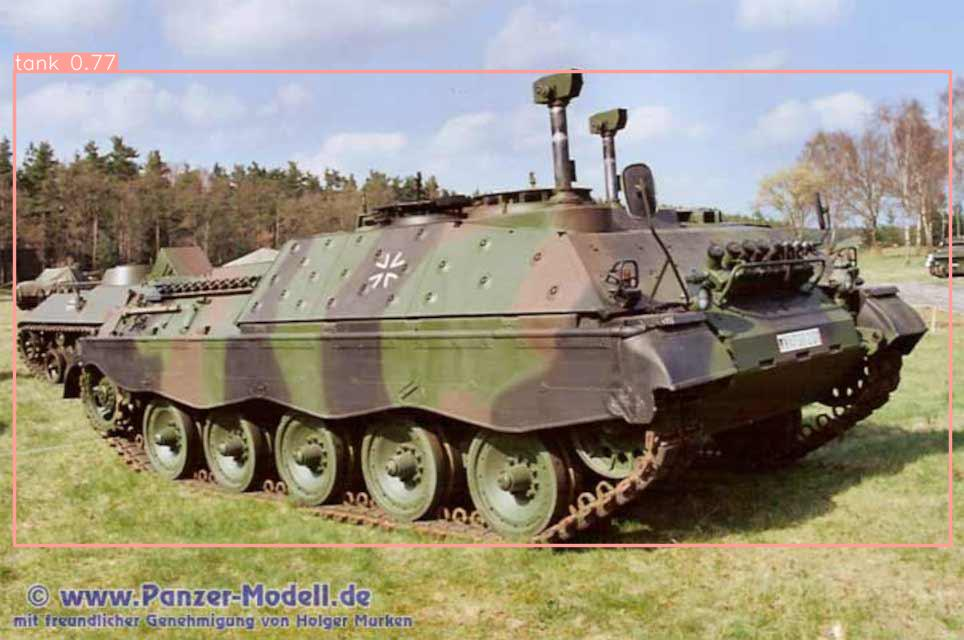 tank 0.77
© www.Panzer-Modell.de
mit freundlicher Genehmigung von Holger Murken